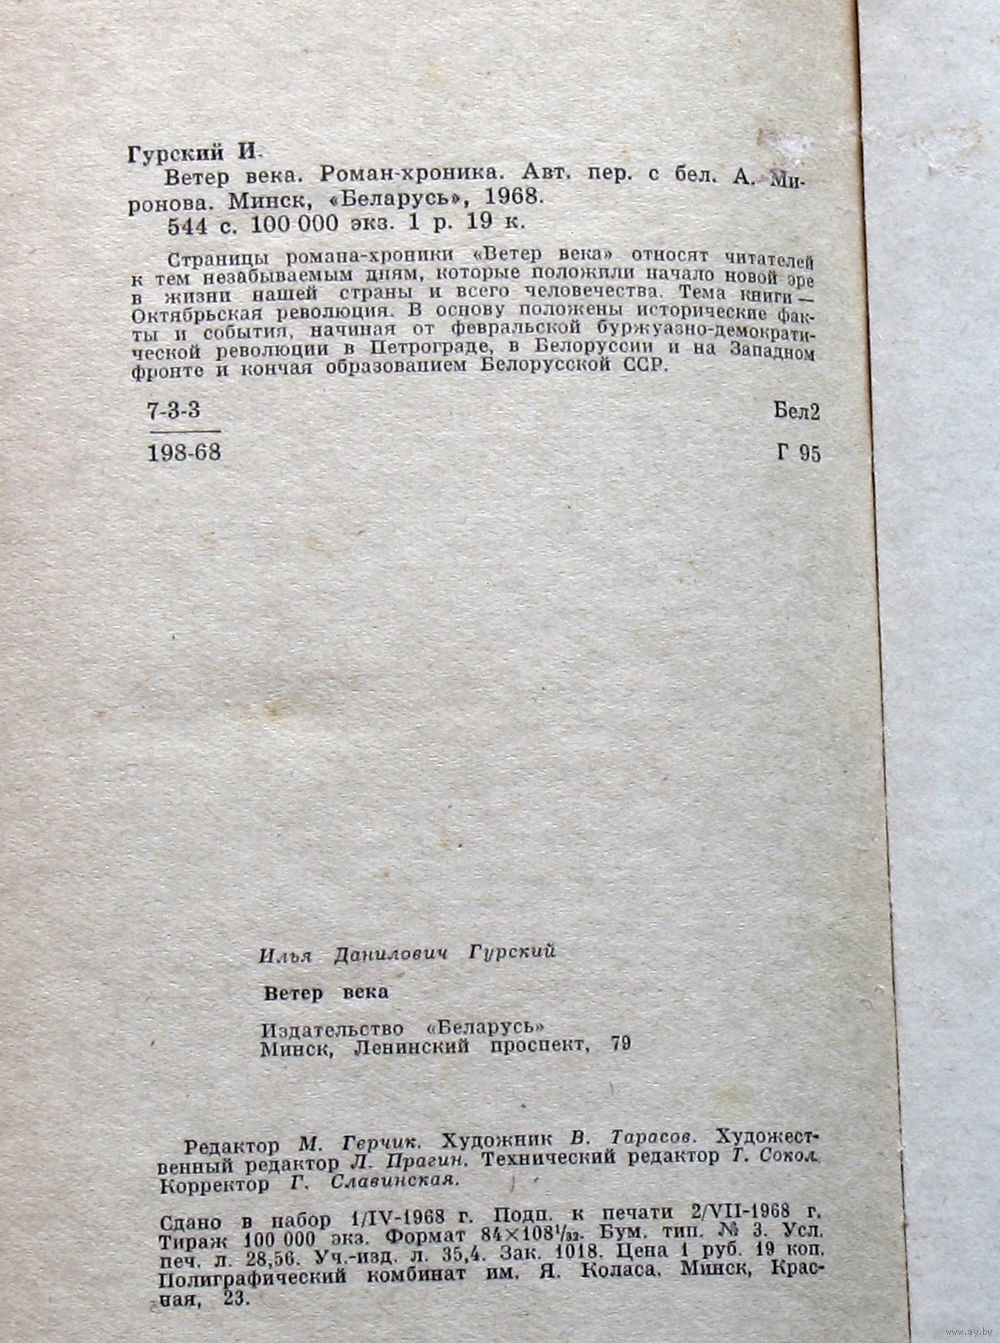 Гурский И.
Ветер века. Роман-хроника. Авт. пер. с бел. А. Ми-
ронова. Минск, «Беларусь», 1968.
544 с. 100 000 экз. 1 р. 19 к.
Страницы романа-хроники «Ветер века» относят читателей
к тем незабываемым дням, которые положили начало новой эре
в жизни нашей страны и всего человечества. Тема книги —
Октябрьская революция. В основу положены исторические фак-
ты и события, начиная от февральской буржуазно-демократи-
ческой революции в Петрограде, в Белоруссии и на Западном
фронте и кончая образованием Белорусской ССР.
7-3-3 Бел2
198-68 Г 95
Илья Данилович Гурский
Ветер века
Издательство «Беларусь»
Минск, Ленинский проспект, 79
Редактор М. Герчик. Художник В. Тарасов. Художест-
венный редактор Л. Прагин. Технический редактор Т. Сокол.
Корректор Г. Славинская.
Сдано в набор 1/IV-1968 г. Подп. к печати 2/VII-1968 г.
Тираж 100 000 экз. Формат 84×108¹/₃₂. Бум. тип. № 3. Усл.
печ. л. 28,56. Уч.-изд. л. 35,4. Зак. 1018. Цена 1 руб. 19 коп.
Полиграфический комбинат им. Я. Коласа. Минск, Крас-
ная, 23.
www.ay.by